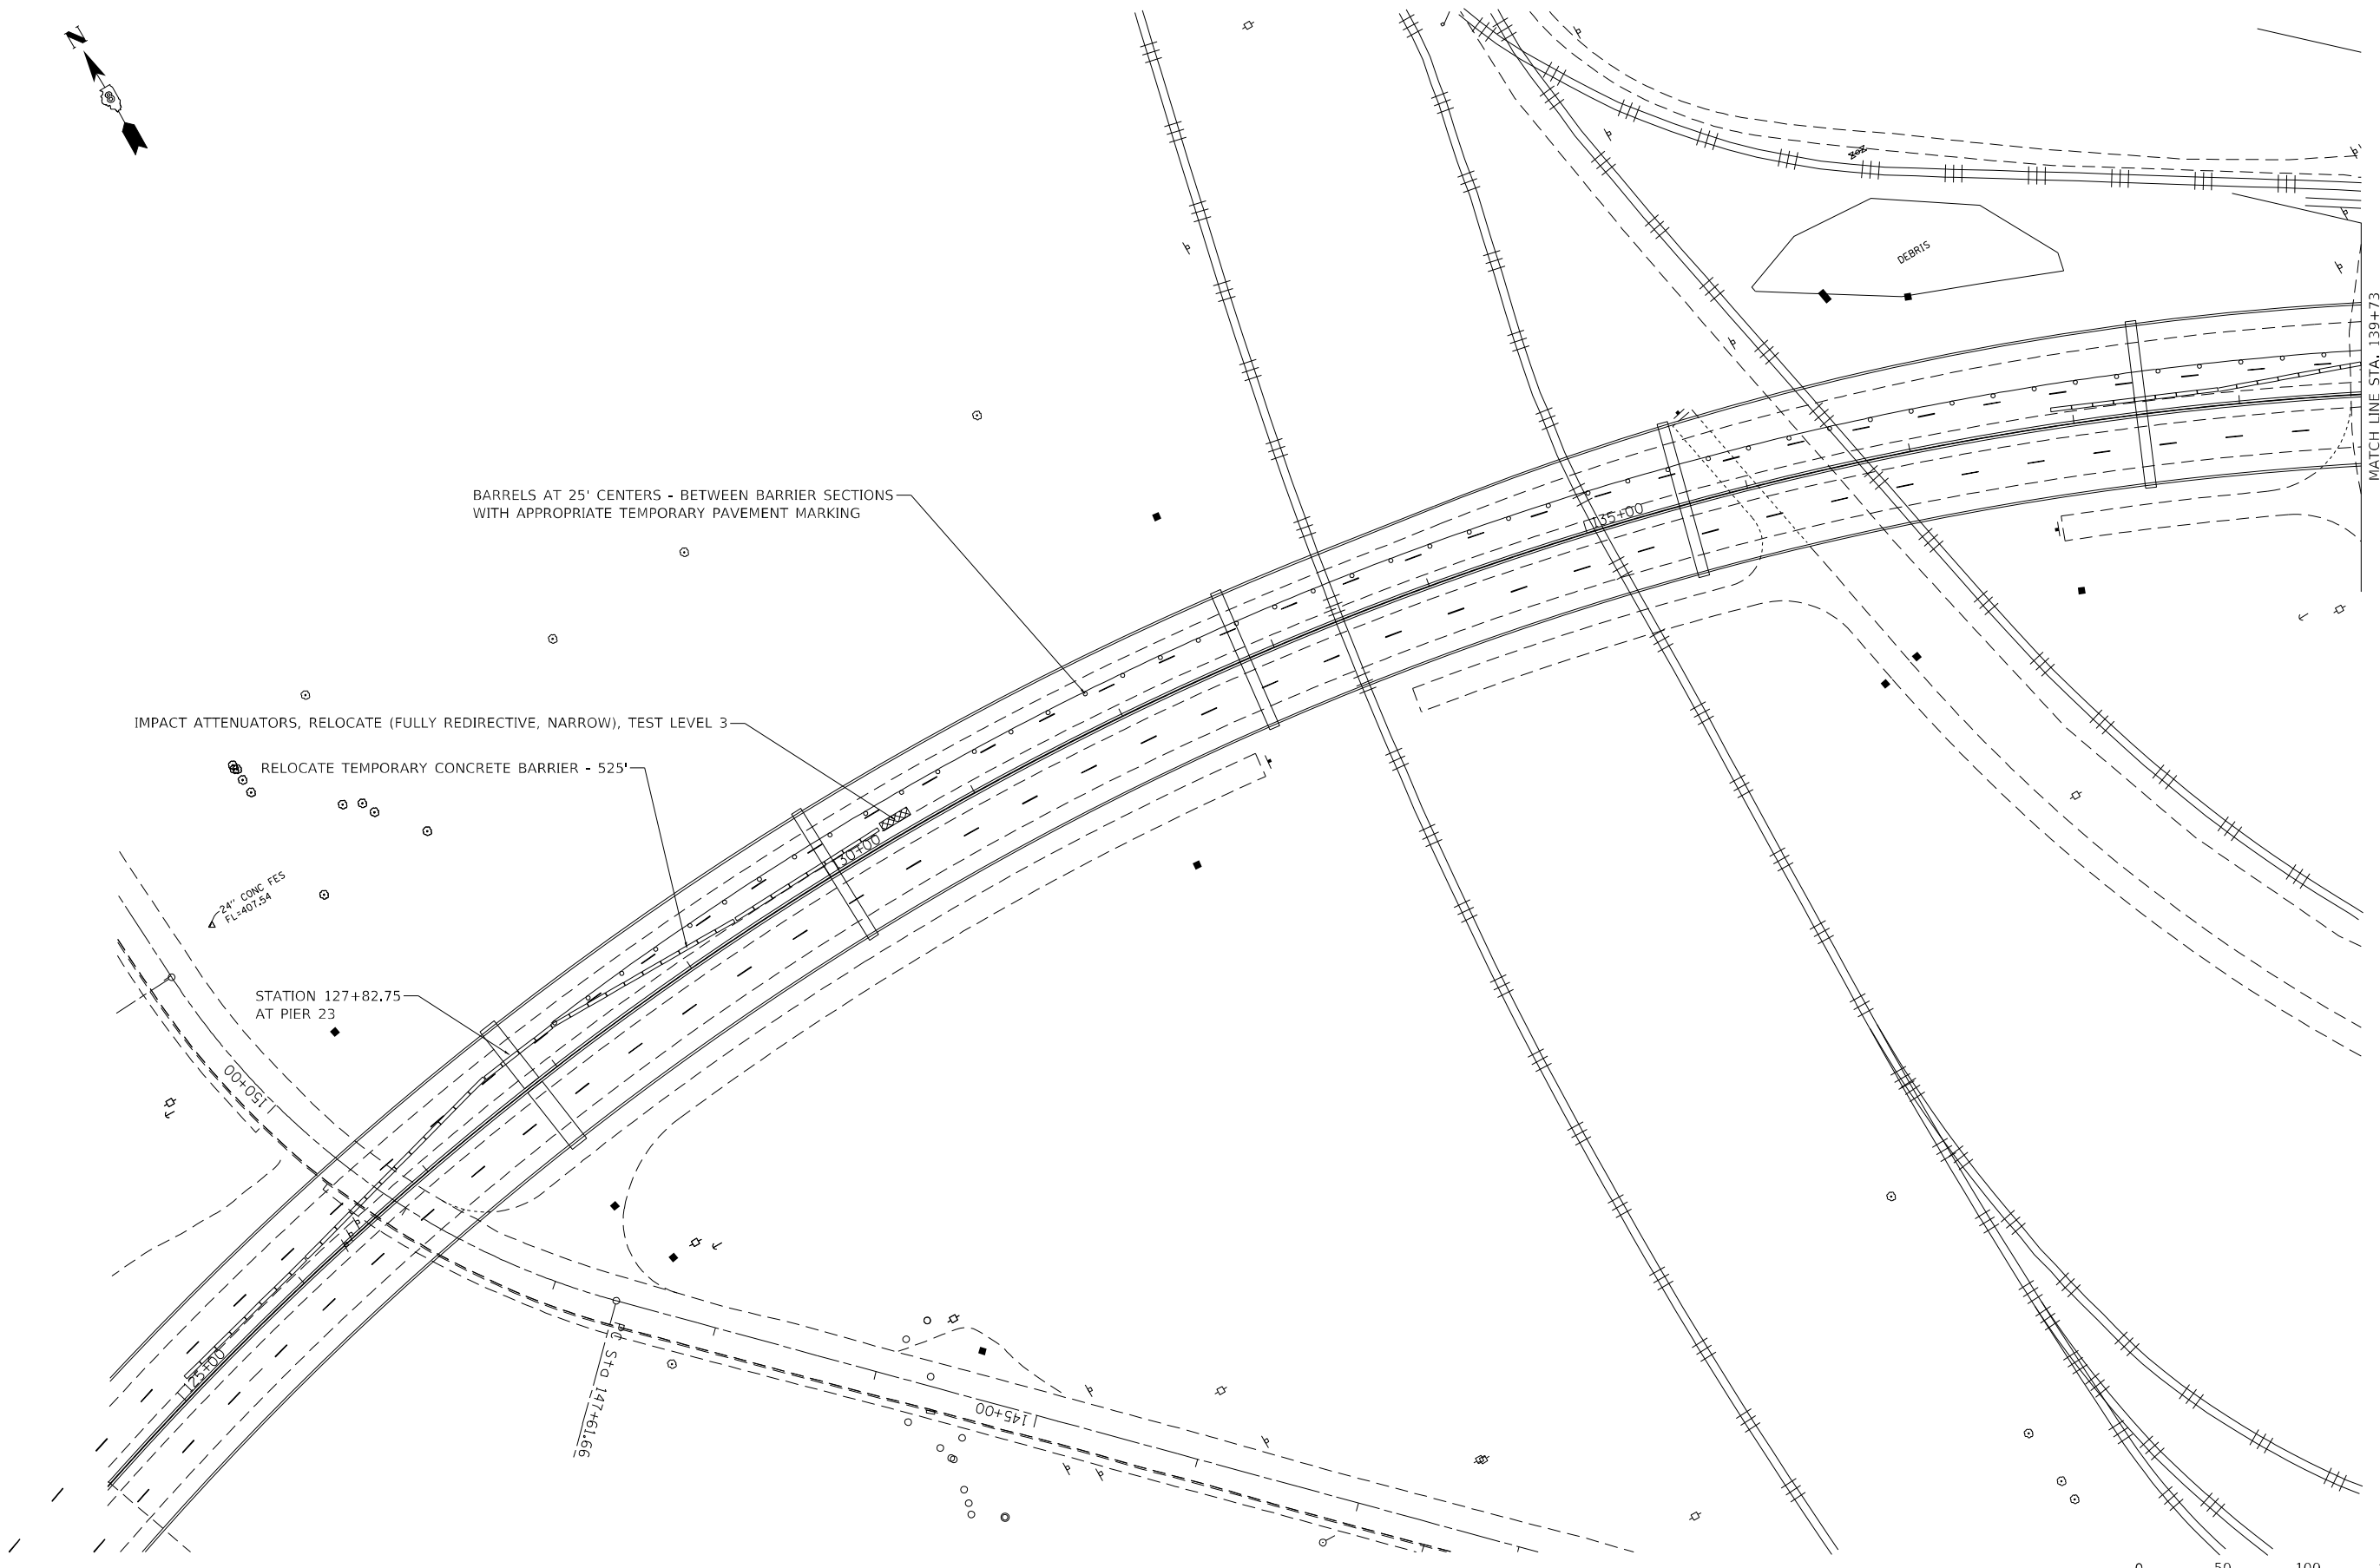 N
8
DEBRIS
MATCH LINE STA. 139+73
BARRELS AT 25' CENTERS - BETWEEN BARRIER SECTIONS
WITH APPROPRIATE TEMPORARY PAVEMENT MARKING
135+00
IMPACT ATTENUATORS, RELOCATE (FULLY REDIRECTIVE, NARROW), TEST LEVEL 3
RELOCATE TEMPORARY CONCRETE BARRIER - 525'
130+00
24" CONC FES
FL=407.54
STATION 127+82.75
AT PIER 23
150+00
125+00
PC Sta 147+61.66
145+00
0 50 100